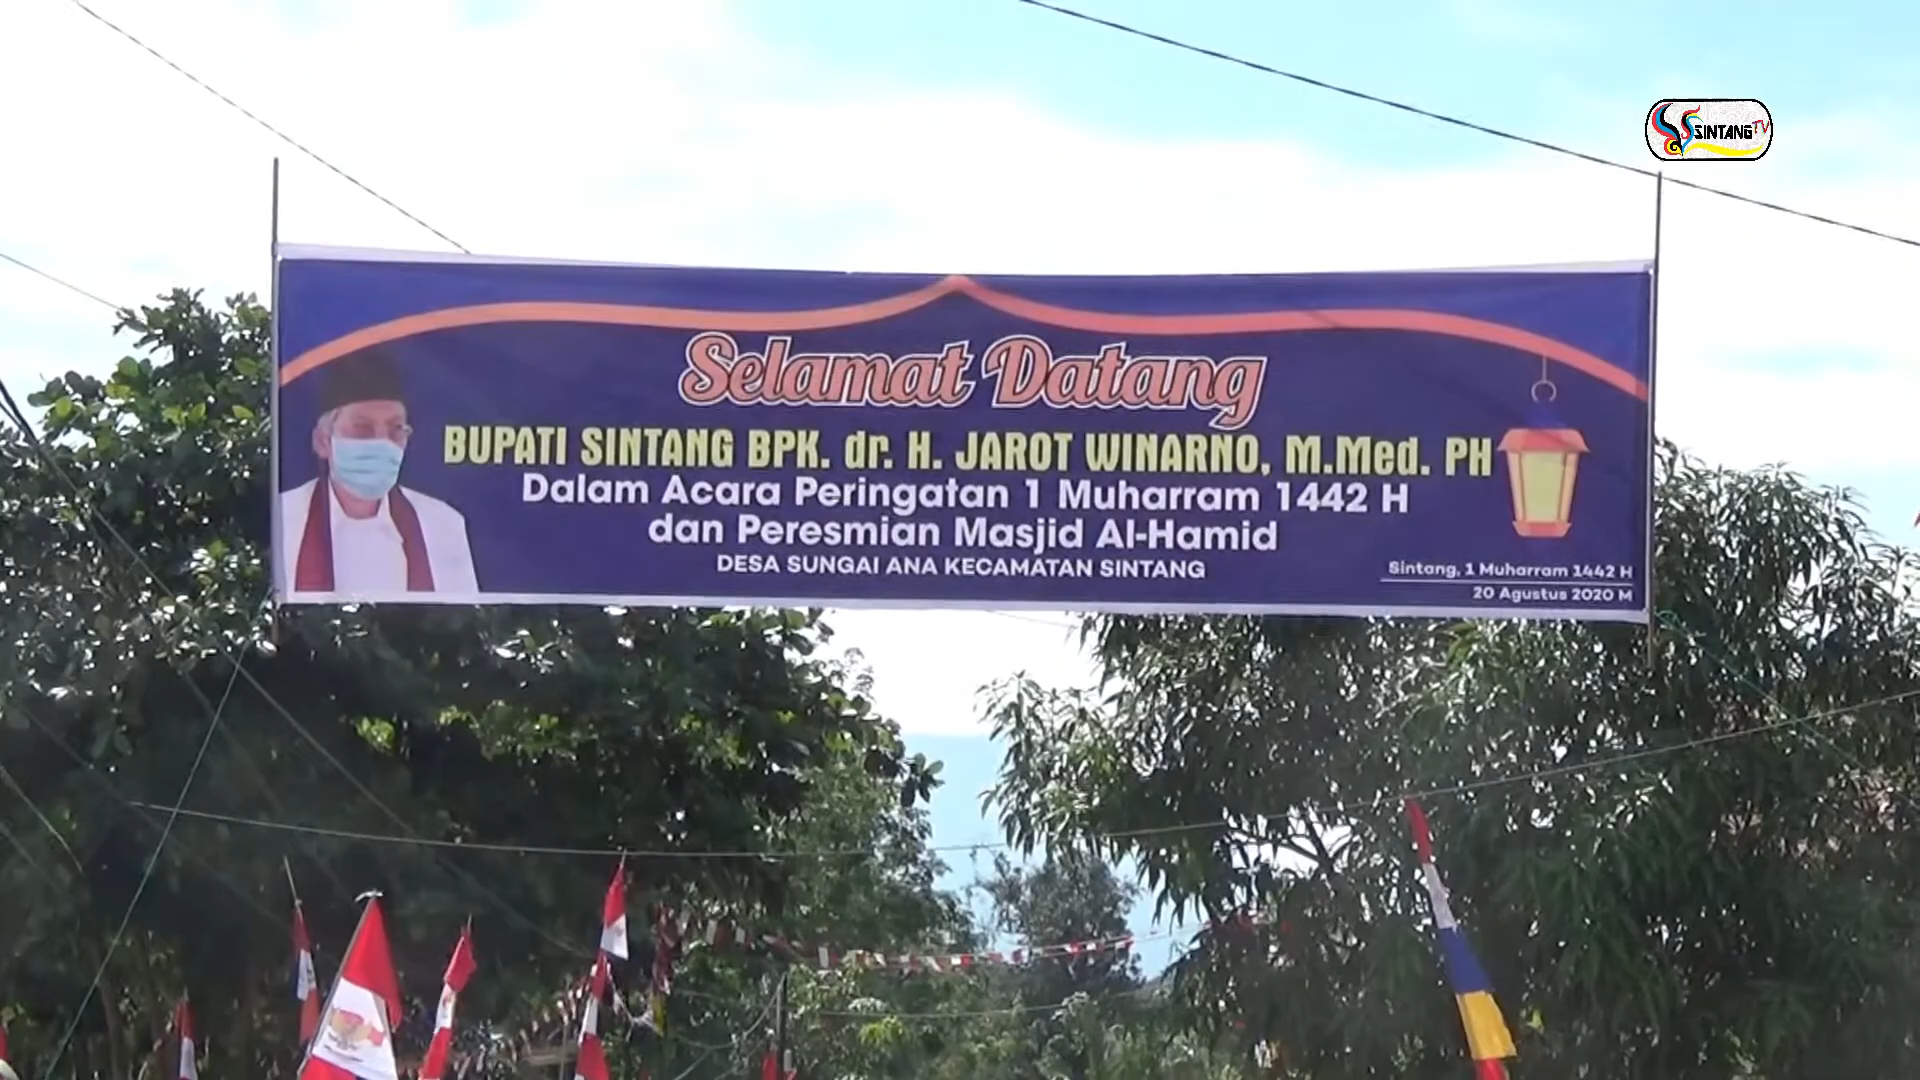 SINTANG TV
Selamat Datang
BUPATI SINTANG BPK. dr. H. JAROT WINARNO, M.Med. PH
Dalam Acara Peringatan 1 Muharram 1442 H
dan Peresmian Masjid Al-Hamid
DESA SUNGAI ANA KECAMATAN SINTANG
Sintang, 1 Muharram 1442 H
20 Agustus 2020 M